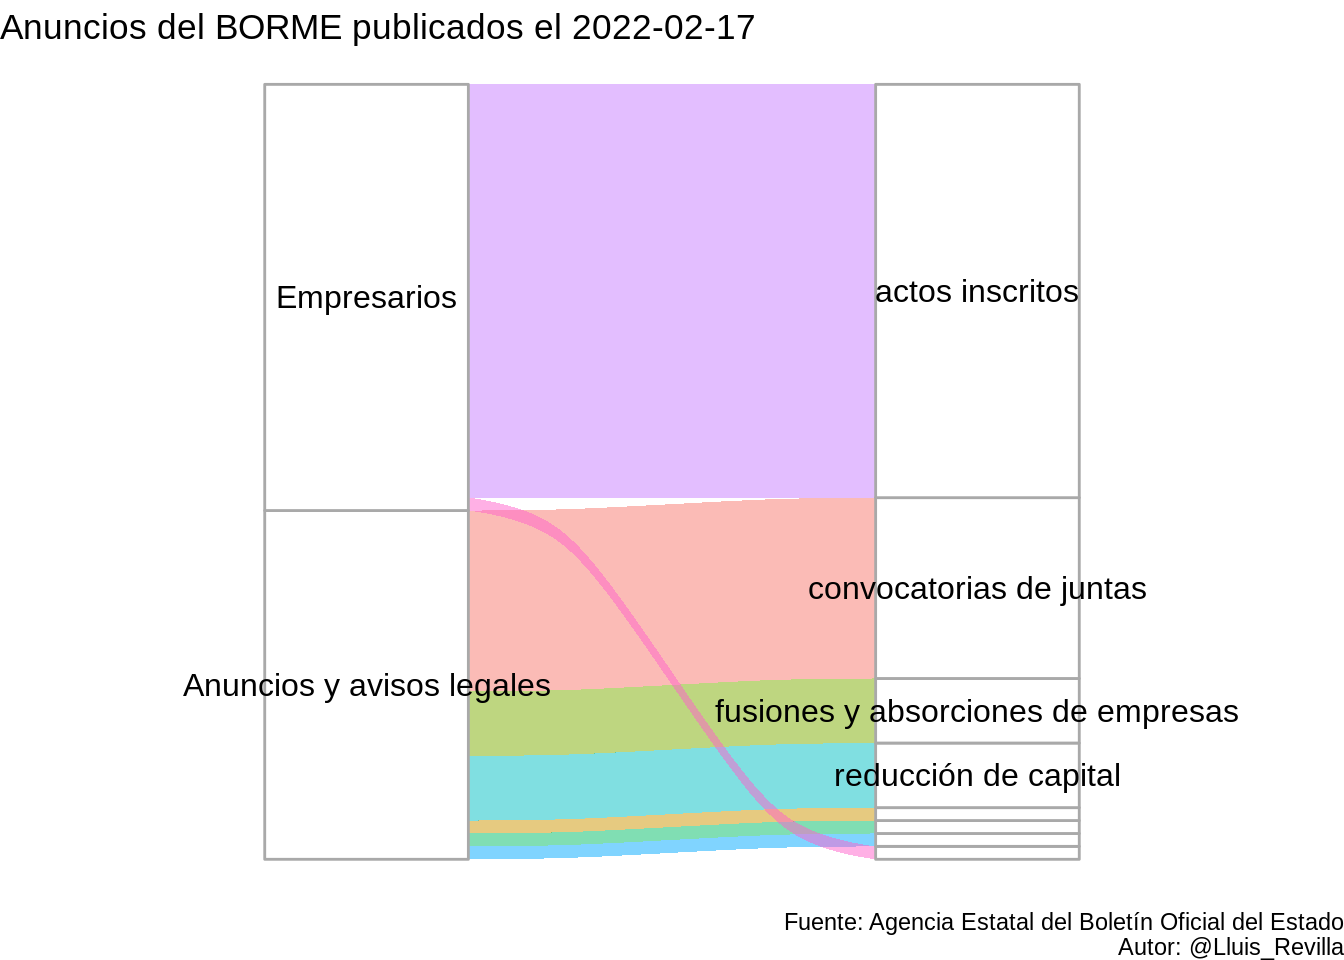 Anuncios del BORME publicados el 2022-02-17
Empresarios
actos inscritos
convocatorias de juntas
Anuncios y avisos legales
fusiones y absorciones de empresas
reducción de capital
Fuente: Agencia Estatal del Boletín Oficial del Estado
Autor: @Lluis_Revilla